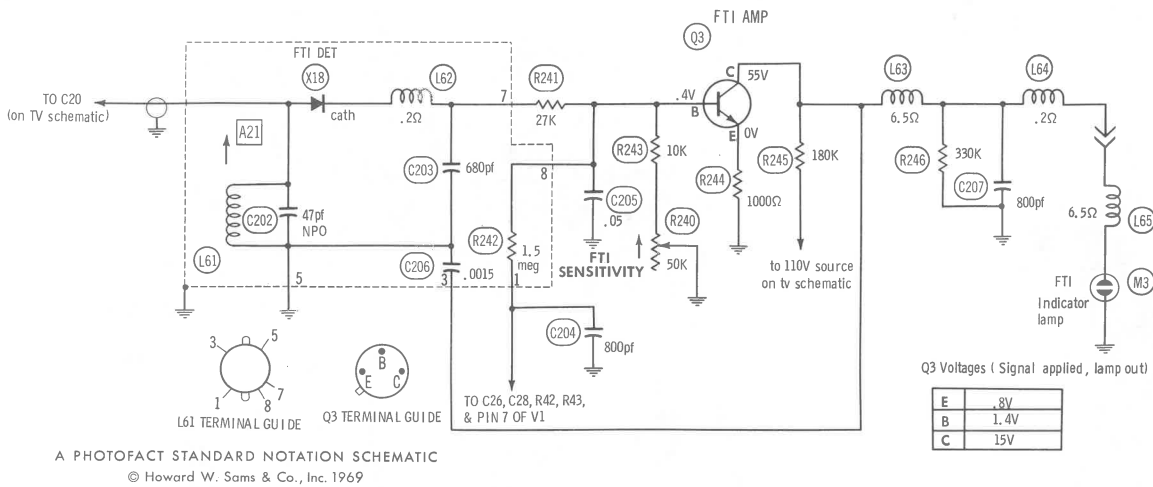 FTI AMP
Q3
FTI DET
X18
L62
R241
C
55V
L63
L64
TO C20
(on TV schematic)
cath
.2Ω
7
27K
.4V
B
E
0V
6.5Ω
.2Ω
A21
C203
680pf
8
R243
10K
R244
1000Ω
R245
180K
R246
330K
C207
800pf
C202
47pf
NPO
L61
C205
.05
R240
50K
FTI
SENSITIVITY
R242
1.5
meg
C206
.0015
5
3
1
6.5Ω
L65
to 110V source
on tv schematic
FTI
Indicator
lamp
M3
C204
800pf
3
5
7
8
1
L61 TERMINAL GUIDE
B
E
C
Q3 TERMINAL GUIDE
TO C26, C28, R42, R43,
& PIN 7 OF V1
Q3 Voltages ( Signal applied, lamp out)
E .8V
B 1.4V
C 15V
A PHOTOFACT STANDARD NOTATION SCHEMATIC
© Howard W. Sams & Co., Inc. 1969